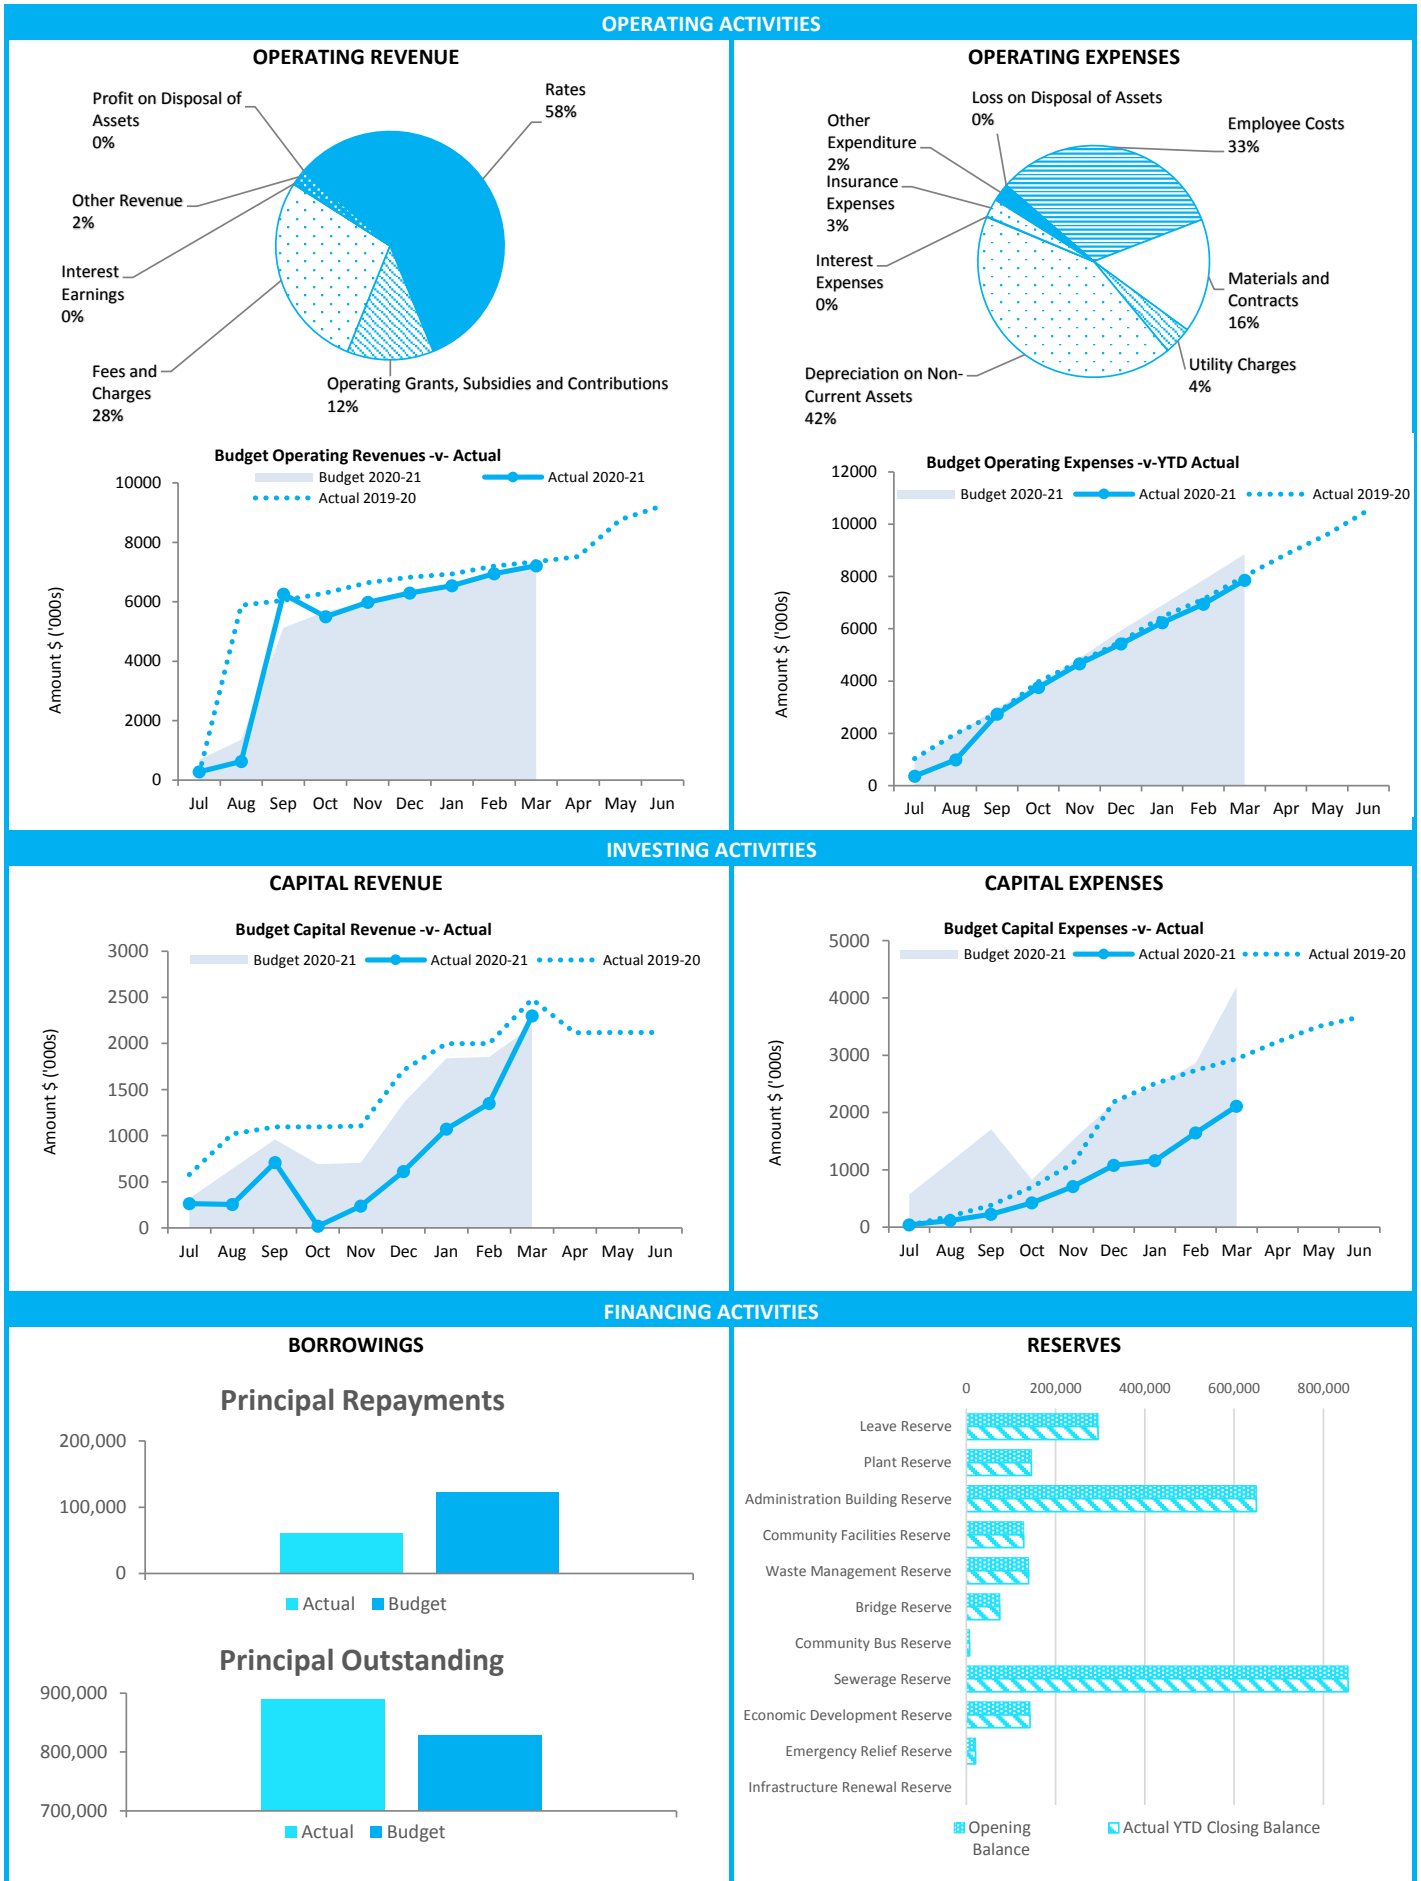 OPERATING ACTIVITIES
OPERATING REVENUE
Profit on Disposal of
Assets
0%
Rates
58%
Other Revenue
2%
Interest
Earnings
0%
Fees and
Charges
28%
Operating Grants, Subsidies and Contributions
12%
OPERATING EXPENSES
Loss on Disposal of Assets
0%
Other
Expenditure
2%
Employee Costs
33%
Insurance
Expenses
3%
Interest
Expenses
0%
Materials and
Contracts
16%
Utility Charges
4%
Depreciation on Non-
Current Assets
42%
Budget Operating Revenues -v- Actual
Budget 2020-21
Actual 2020-21
Actual 2019-20
Amount $ ('000s)
10000
8000
6000
4000
2000
0
Jul Aug Sep Oct Nov Dec Jan Feb Mar Apr May Jun
Budget Operating Expenses -v-YTD Actual
Budget 2020-21 Actual 2020-21 Actual 2019-20
Amount $ ('000s)
12000
10000
8000
6000
4000
2000
0
Jul Aug Sep Oct Nov Dec Jan Feb Mar Apr May Jun
INVESTING ACTIVITIES
CAPITAL REVENUE
Budget Capital Revenue -v- Actual
Budget 2020-21 Actual 2020-21 Actual 2019-20
Amount $ ('000s)
3000
2500
2000
1500
1000
500
0
Jul Aug Sep Oct Nov Dec Jan Feb Mar Apr May Jun
CAPITAL EXPENSES
Budget Capital Expenses -v- Actual
Budget 2020-21 Actual 2020-21 Actual 2019-20
Amount $ ('000s)
5000
4000
3000
2000
1000
0
Jul Aug Sep Oct Nov Dec Jan Feb Mar Apr May Jun
FINANCING ACTIVITIES
BORROWINGS
Principal Repayments
200,000
100,000
0
Actual Budget
Principal Outstanding
900,000
800,000
700,000
Actual Budget
RESERVES
0 200,000 400,000 600,000 800,000
Leave Reserve
Plant Reserve
Administration Building Reserve
Community Facilities Reserve
Waste Management Reserve
Bridge Reserve
Community Bus Reserve
Sewerage Reserve
Economic Development Reserve
Emergency Relief Reserve
Infrastructure Renewal Reserve
Opening
Balance
Actual YTD Closing Balance